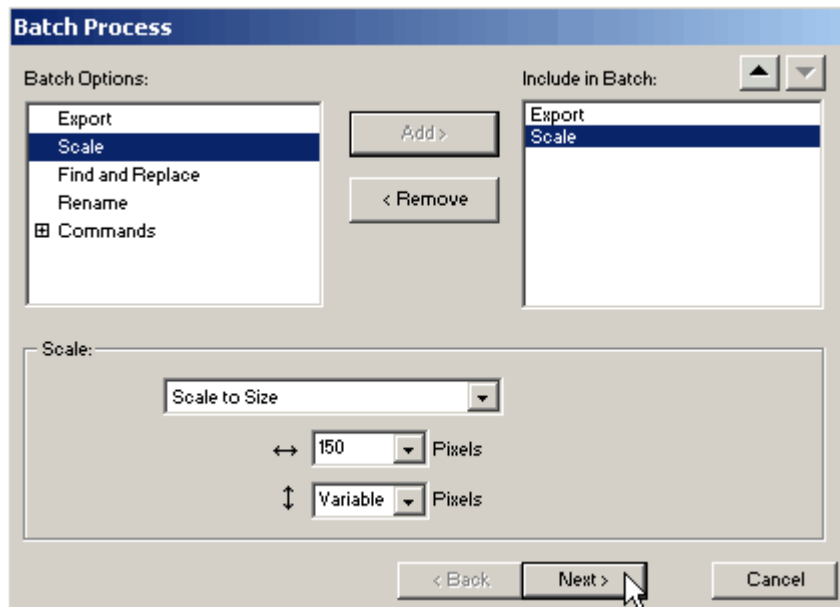 Batch Process
Batch Options:
Export
Scale
Find and Replace
Rename
Commands
Add >
< Remove
Include in Batch:
Export
Scale
Scale:
Scale to Size
150 Pixels
Variable Pixels
< Back
Next >
Cancel